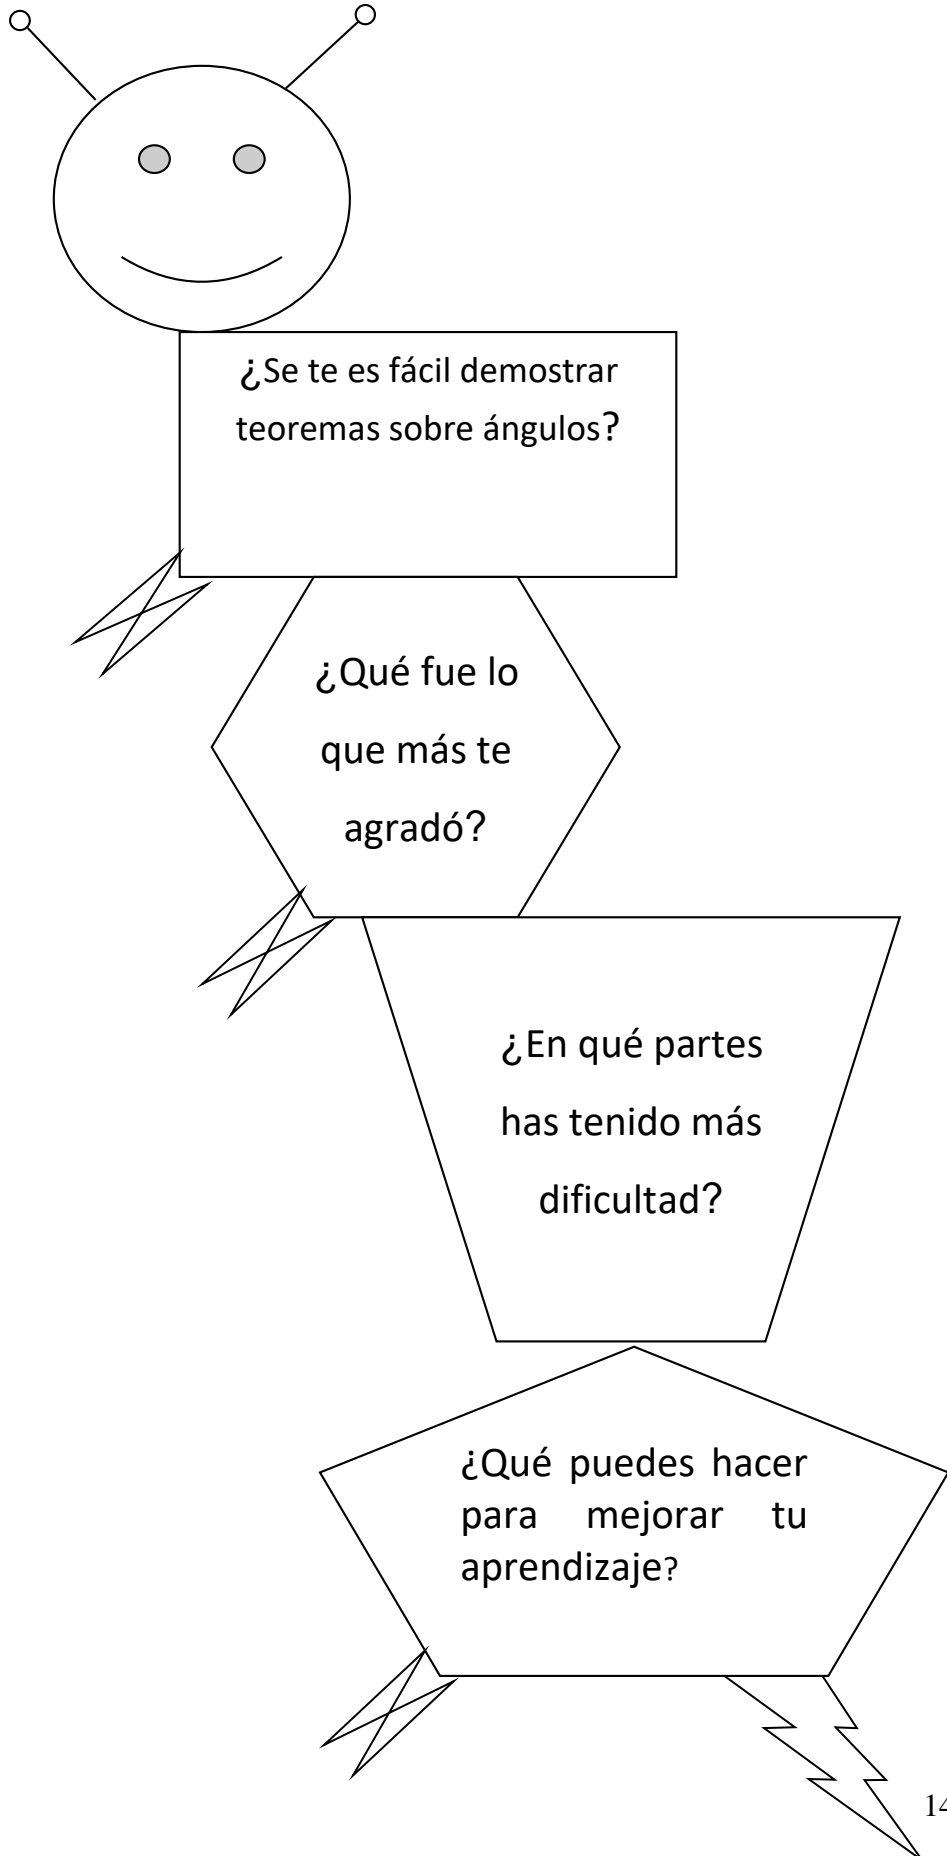 ¿Se te es fácil demostrar
teoremas sobre ángulos?
¿Qué fue lo
que más te
agradó?
¿En qué partes
has tenido más
dificultad?
¿Qué puedes hacer
para mejorar tu
aprendizaje?
14